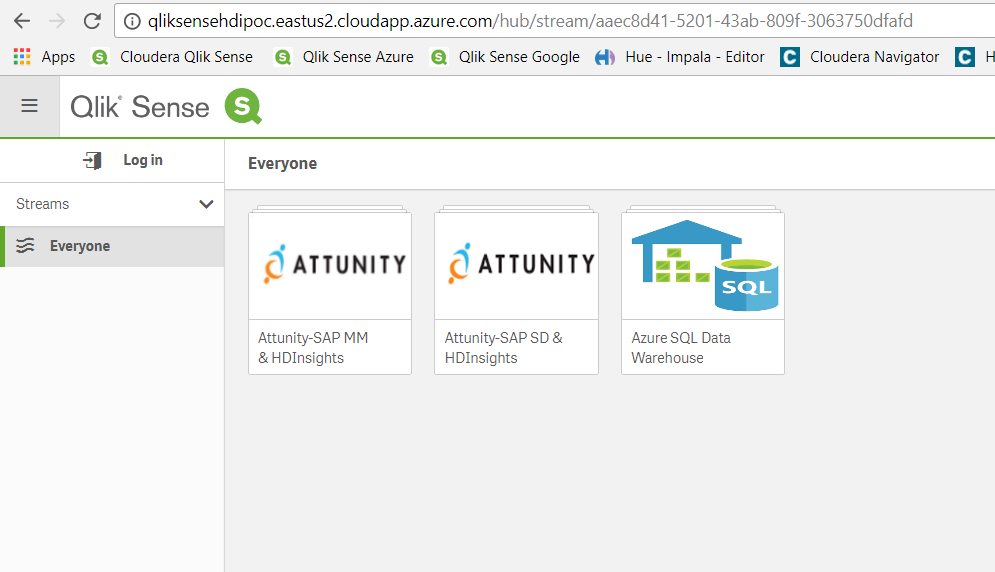 qliksensehdipoc.eastus2.cloudapp.azure.com/hub/stream/aaec8d41-5201-43ab-809f-3063750dfafd
Apps Cloudera Qlik Sense Qlik Sense Azure Qlik Sense Google Hue - Impala - Editor Cloudera Navigator H
Qlik Sense
Log in
Everyone
Streams
Everyone
ATTUNITY ATTUNITY SQL
Attunity-SAP MM & HDInsights
Attunity-SAP SD & HDInsights
Azure SQL Data Warehouse